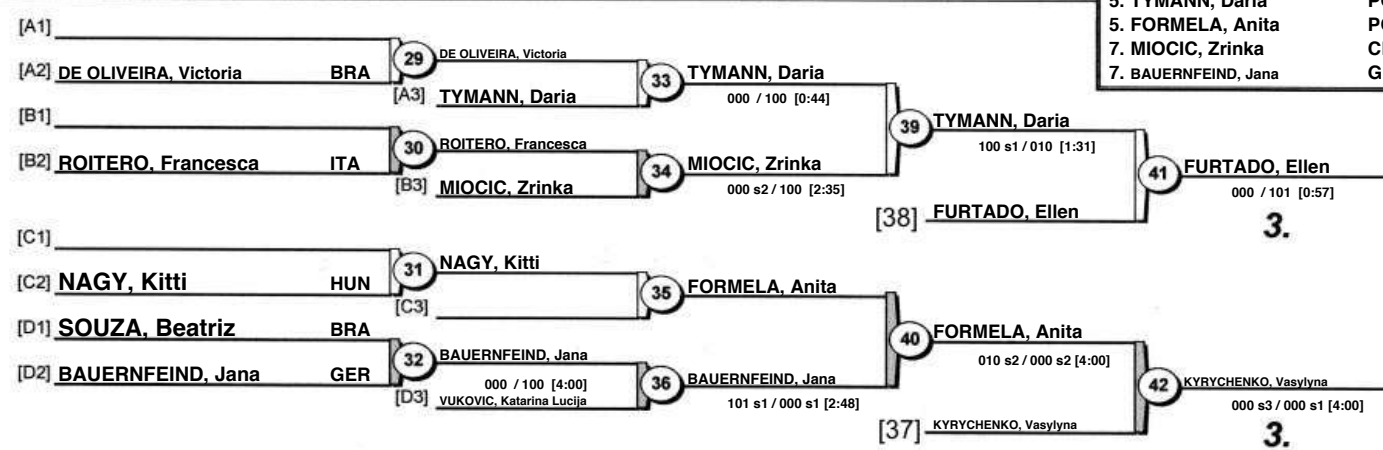 5. TYMANN, Daria
5. FORMELA, Anita
7. MIOCIC, Zrinka
7. BAUERNFEIND, Jana
[A1]
[A2] DE OLIVEIRA, Victoria BRA
29
DE OLIVEIRA, Victoria
[A3] TYMANN, Daria
33
TYMANN, Daria
000 / 100 [0:44]
[B1]
[B2] ROITERO, Francesca ITA
30
ROITERO, Francesca
[B3] MIOCIC, Zrinka
34
MIOCIC, Zrinka
000 s2 / 100 [2:35]
39
TYMANN, Daria
100 s1 / 010 [1:31]
[38] FURTADO, Ellen
41
FURTADO, Ellen
000 / 101 [0:57]
3.
[C1]
[C2] NAGY, Kitti HUN
31
NAGY, Kitti
[C3]
35
FORMELA, Anita
[D1] SOUZA, Beatriz BRA
[D2] BAUERNFEIND, Jana GER
32
BAUERNFEIND, Jana
000 / 100 [4:00]
[D3] VUKOVIC, Katarina Lucija
36
BAUERNFEIND, Jana
101 s1 / 000 s1 [2:48]
40
FORMELA, Anita
010 s2 / 000 s2 [4:00]
[37] KYRYCHENKO, Vasylyna
42
KYRYCHENKO, Vasylyna
000 s3 / 000 s1 [4:00]
3.